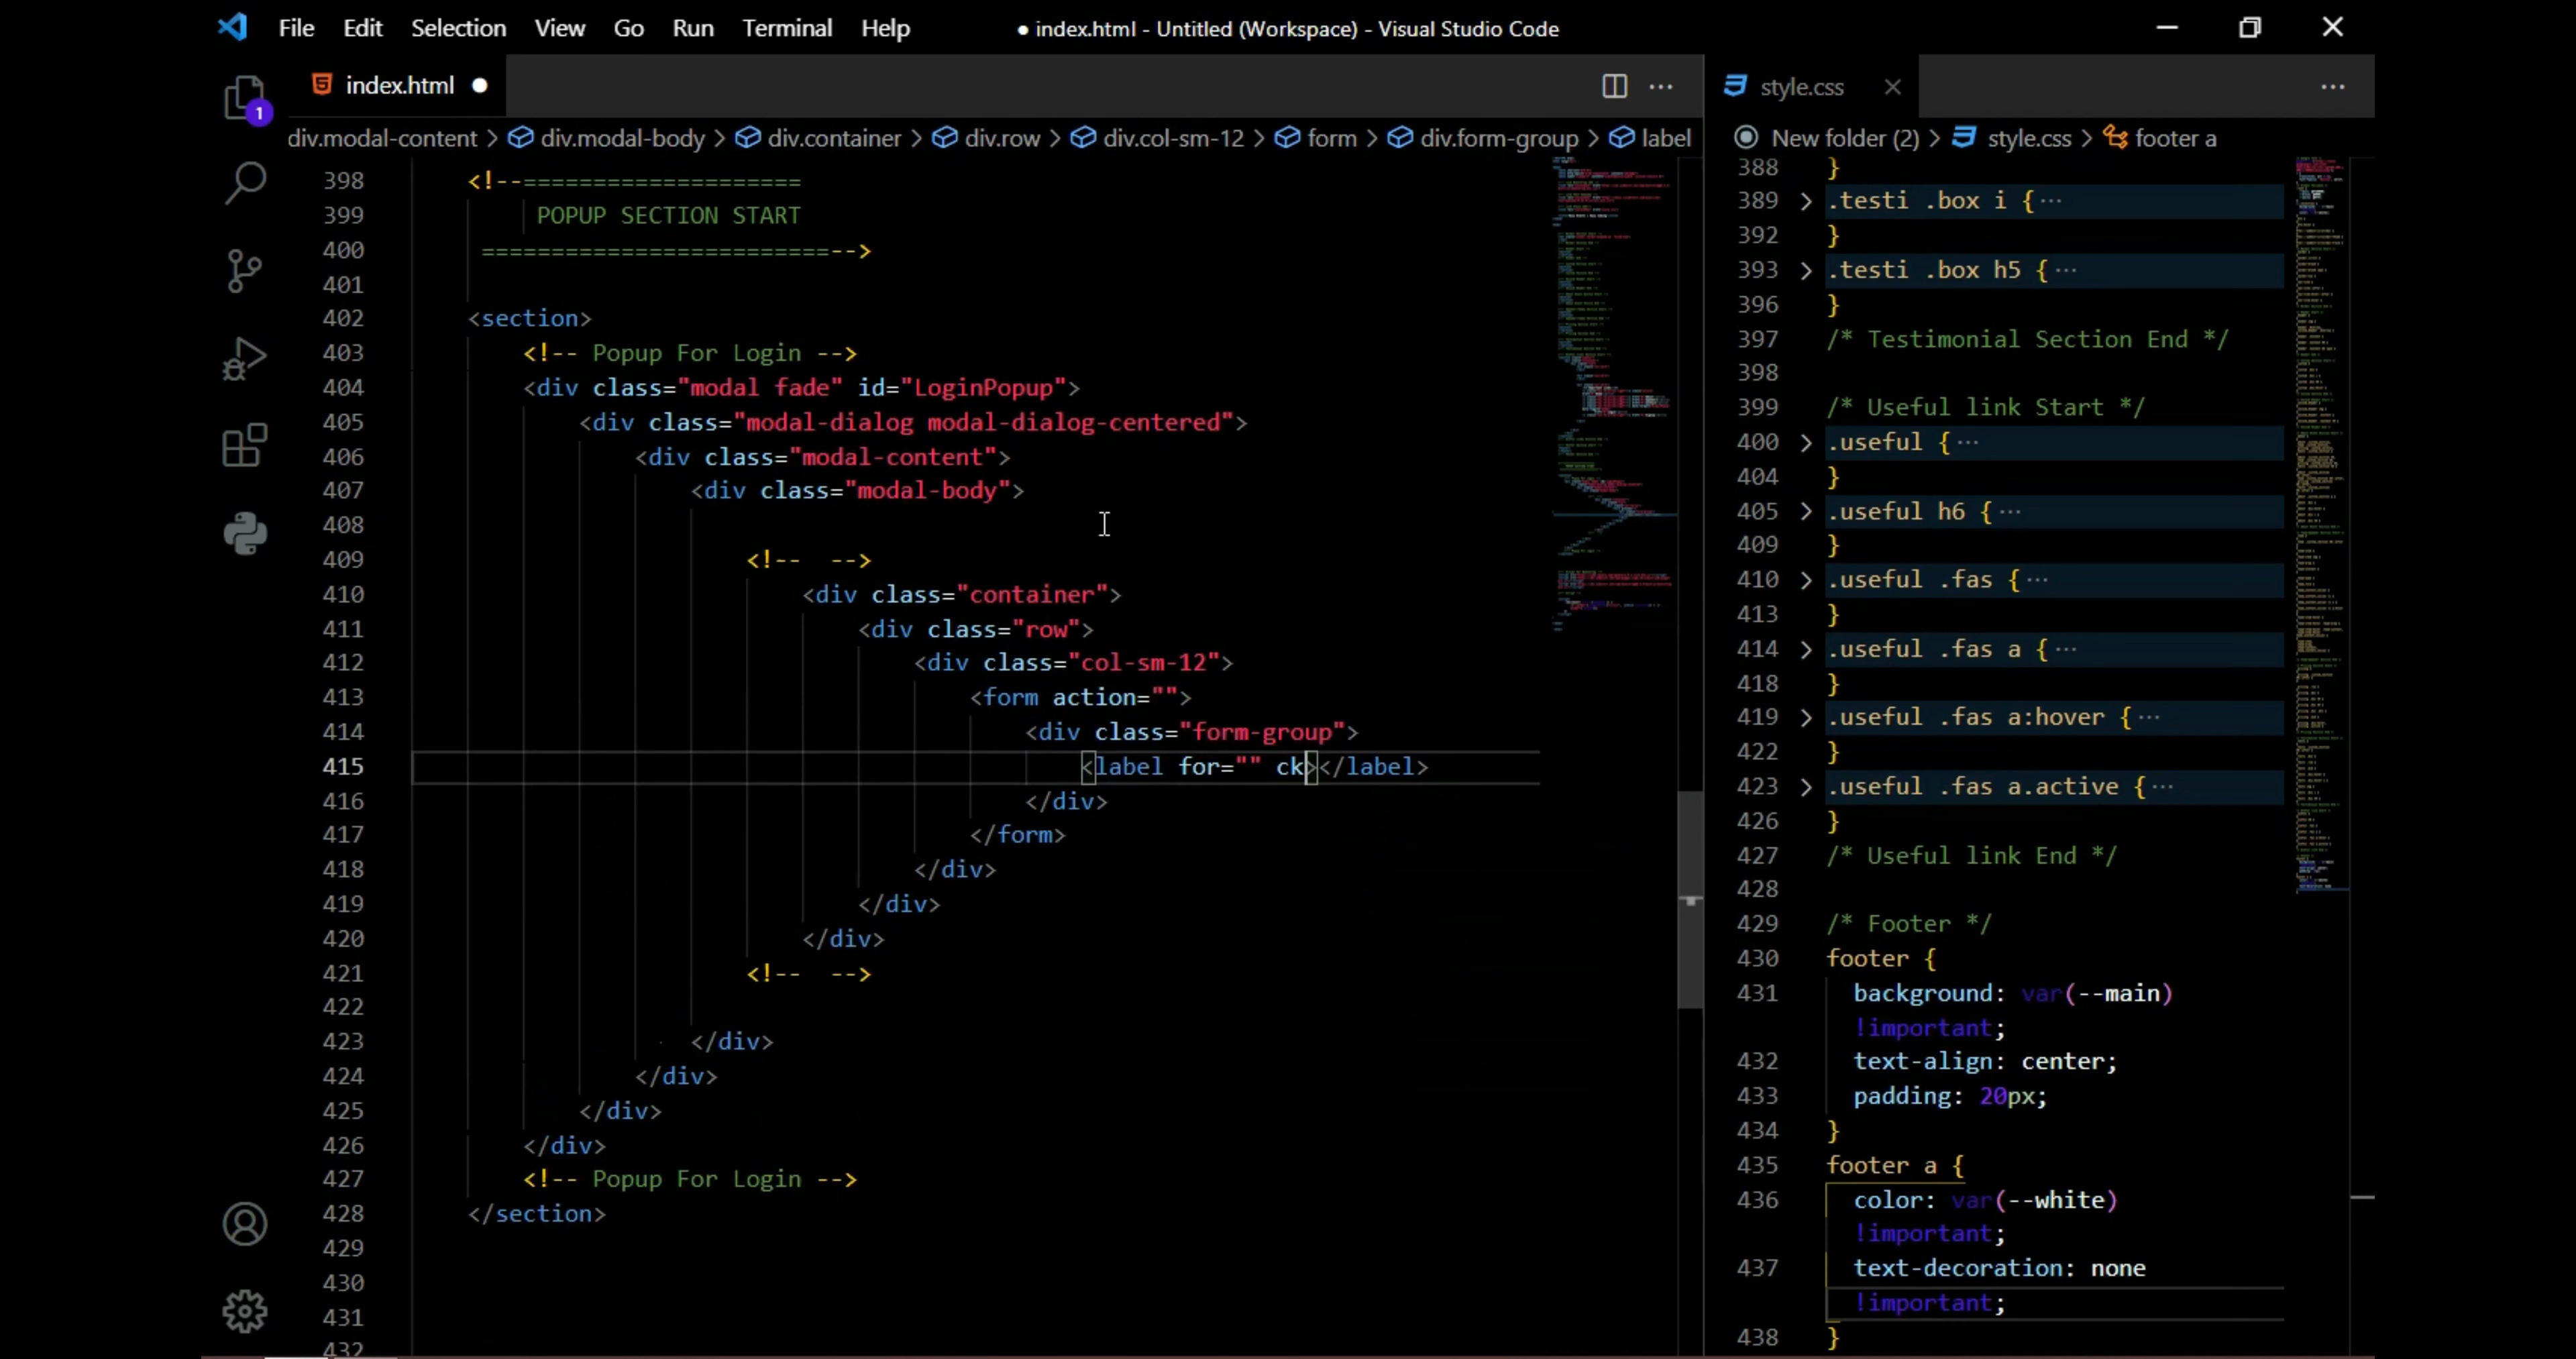 File Edit Selection View Go Run Terminal Help ● index.html - Untitled (Workspace) - Visual Studio Code
index.html ●
div.modal-content > div.modal-body > div.container > div.row > div.col-sm-12 > form > div.form-group > label
1
398 <!--====================
399 POPUP SECTION START
400 =========================-->
401
402 <section>
403 <!-- Popup For Login -->
404 <div class="modal fade" id="LoginPopup">
405 <div class="modal-dialog modal-dialog-centered">
406 <div class="modal-content">
407 <div class="modal-body">
408
409 <!--  -->
410 <div class="container">
411 <div class="row">
412 <div class="col-sm-12">
413 <form action="">
414 <div class="form-group">
415 <label for="" ck></label>
416 </div>
417 </form>
418 </div>
419 </div>
420 </div>
421 <!--  -->
422
423 </div>
424 </div>
425 </div>
426 </div>
427 <!-- Popup For Login -->
428 </section>
429
430
431
432
style.css
New folder (2) > style.css > footer a
388 }
389 > .testi .box i { ···
392 }
393 > .testi .box h5 { ···
396 }
397 /* Testimonial Section End */
398
399 /* Useful link Start */
400 > .useful { ···
404 }
405 > .useful h6 { ···
409 }
410 > .useful .fas { ···
413 }
414 > .useful .fas a { ···
418 }
419 > .useful .fas a:hover { ···
422 }
423 > .useful .fas a.active { ···
426 }
427 /* Useful link End */
428
429 /* Footer */
430 footer {
431 background: var(--main)
!important;
432 text-align: center;
433 padding: 20px;
434 }
435 footer a {
436 color: var(--white)
!important;
437 text-decoration: none
!important;
438 }